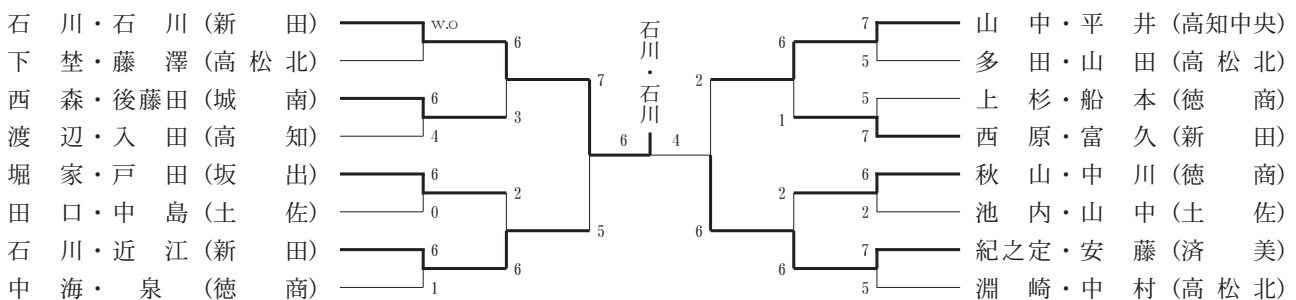 石川・石川(新田)
下埜・藤澤(高松北)
西森・後藤田(城南)
渡辺・入田(高知)
堀家・戸田(坂出)
田口・中島(土佐)
石川・近江(新田)
中海・泉(徳商)
w.o
6
4
6
0
6
1
6
3
2
6
7
5
6
石川・石川
4
2
6
6
1
2
6
7
5
5
7
6
2
7
5
山中・平井(高知中央)
多田・山田(高松北)
上杉・船本(徳商)
西原・富久(新田)
秋山・中川(徳商)
池内・山中(土佐)
紀之定・安藤(済美)
淵崎・中村(高松北)